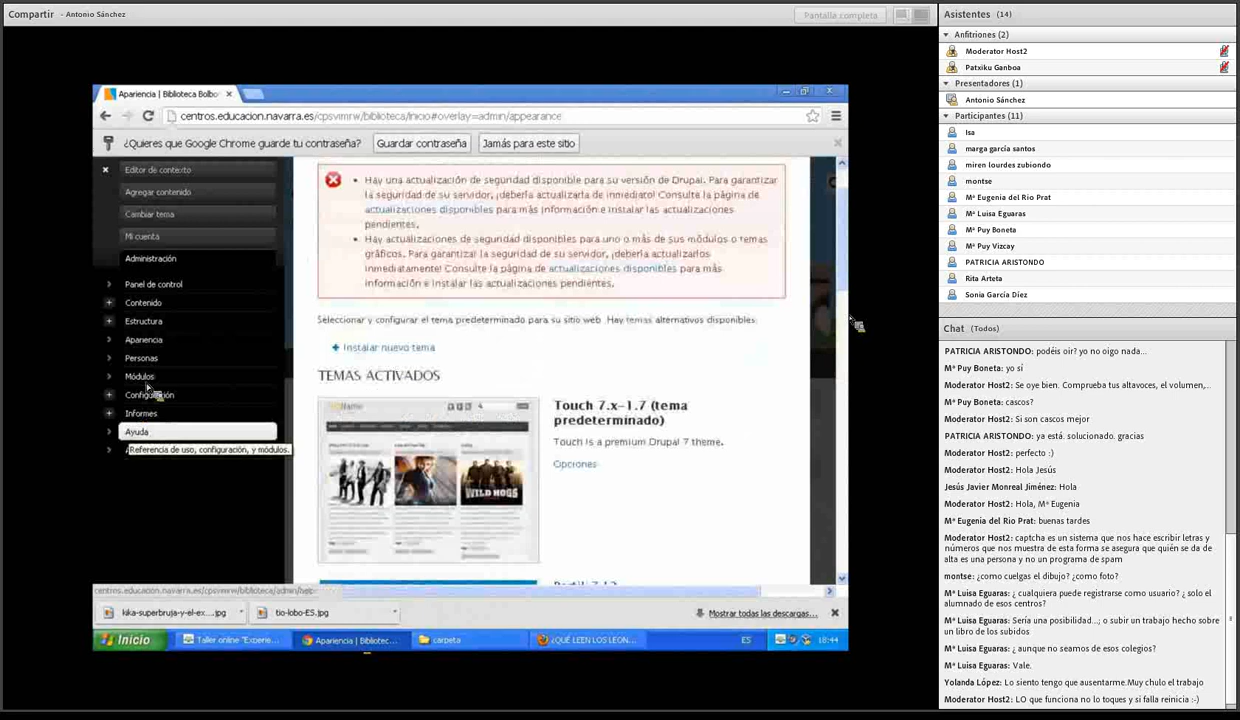 Compartir - Antonio Sánchez
Pantalla completa
Apariencia | Biblioteca Bolbo
centros.educacion.navarra.es/cpsvmrw/biblioteca/inicio#overlay=admin/appearance
¿Quieres que Google Chrome guarde tu contraseña? Guardar contraseña Jamás para este sitio
Editor de contexto
Agregar contenido
Cambiar tema
Mi cuenta
Administración
Panel de control
Contenido
Estructura
Apariencia
Personas
Módulos
Configuración
Informes
Ayuda
Referencia de uso, configuración, y módulos.
Hay una actualización de seguridad disponible para su versión de Drupal. Para garantizar
la seguridad de su servidor, ¡debería actualizarla de inmediato! Consulte la página de
actualizaciones disponibles para más información e instalar las actualizaciones
pendientes.
Hay actualizaciones de seguridad disponibles para uno o más de sus módulos o temas
gráficos. Para garantizar la seguridad de su servidor, ¡debería actualizarlos
inmediatamente! Consulte la página de actualizaciones disponibles para más
información e instalar las actualizaciones pendientes.
Seleccionar y configurar el tema predeterminado para su sitio web. Hay temas alternativos disponibles.
+ Instalar nuevo tema
TEMAS ACTIVADOS
Touch 7.x-1.7 (tema
predeterminado)
Touch is a premium Drupal 7 theme.
Opciones
WILD HOGS
centros.educacion.navarra.es/cpsvmrw/biblioteca/admin/help
kika-superbruja-y-el-ex....jpg
tio-lobo-ES.jpg
Mostrar todas las descargas...
Inicio
Taller online "Experie...
Apariencia | Bibliotec...
carpeta
¿QUÉ LEEN LOS LEON...
ES
18:44
Asistentes (14)
Anfitriones (2)
Moderator Host2
Patxiku Ganboa
Presentadores (1)
Antonio Sánchez
Participantes (11)
Isa
marga garcía santos
miren lourdes zubiondo
montse
Mª Eugenia del Rio Prat
Mª Luisa Eguaras
Mª Puy Boneta
Mª Puy Vizcay
PATRICIA ARISTONDO
Rita Arteta
Sonia García Díez
Chat (Todos)
PATRICIA ARISTONDO: podéis oir? yo no oigo nada...
Mª Puy Boneta: yo sí
Moderator Host2: Se oye bien. Comprueba tus altavoces, el volumen,...
Mª Puy Boneta: cascos?
Moderator Host2: Si son cascos mejor
PATRICIA ARISTONDO: ya está. solucionado. gracias
Moderator Host2: perfecto :)
Moderator Host2: Hola Jesús
Jesús Javier Monreal Jiménez: Hola
Moderator Host2: Hola, Mª Eugenia
Mª Eugenia del Rio Prat: buenas tardes
Moderator Host2: captcha es un sistema que nos hace escribir letras y
números que nos muestra de esta forma se asegura que quién se da de
alta es una persona y no un programa de spam
montse: ¿como cuelgas el dibujo? ¿como foto?
Mª Luisa Eguaras: ¿ cualquiera puede registrarse como usuario? ¿ solo el
alumnado de esos centros?
Mª Luisa Eguaras: Sería una posibilidad...; o subir un trabajo hecho sobre
un libro de los subidos
Mª Luisa Eguaras: ¿ aunque no seamos de esos colegios?
Mª Luisa Eguaras: Vale.
Yolanda López: Lo siento tengo que ausentarme.Muy chulo el trabajo
Moderator Host2: LO que funciona no lo toques y si falla reinicia :-)